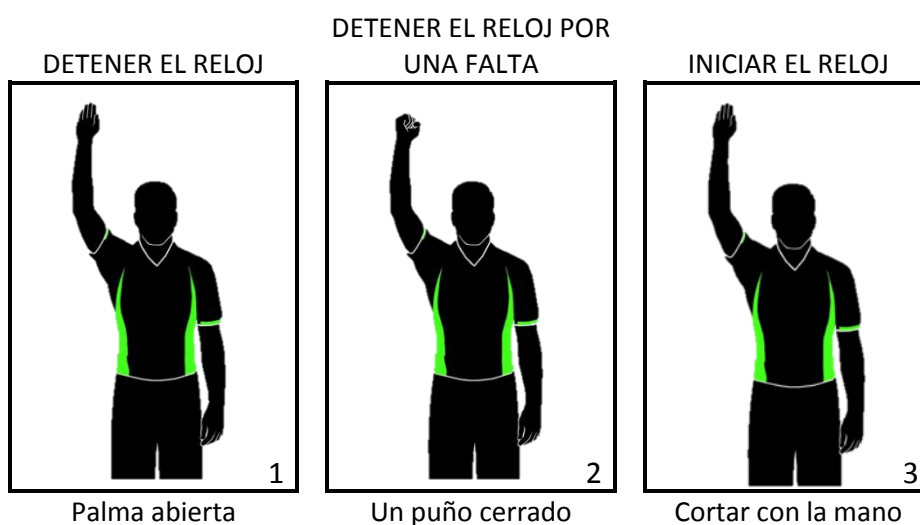 DETENER EL RELOJ
DETENER EL RELOJ POR
UNA FALTA
INICIAR EL RELOJ
1
2
3
Palma abierta
Un puño cerrado
Cortar con la mano